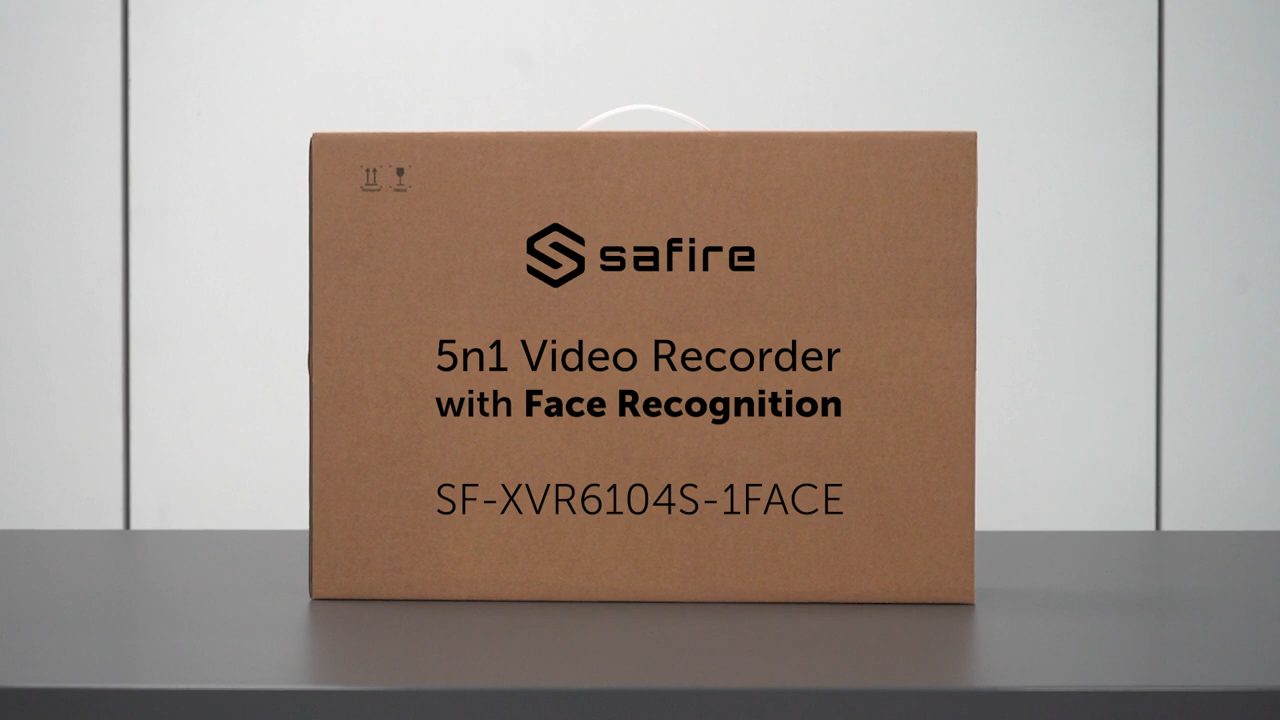 safire
5n1 Video Recorder
with Face Recognition
SF-XVR6104S-1FACE